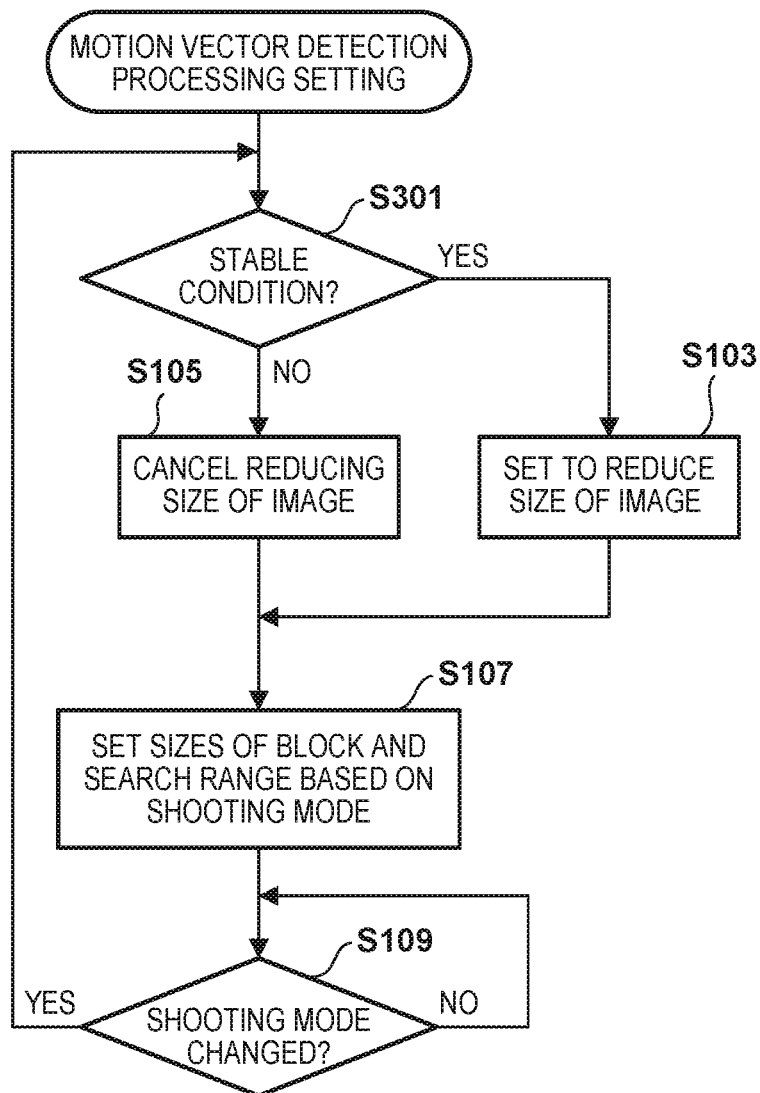 MOTION VECTOR DETECTION
PROCESSING SETTING
S301
STABLE
CONDITION?
YES
NO
S105
S103
CANCEL REDUCING
SIZE OF IMAGE
SET TO REDUCE
SIZE OF IMAGE
S107
SET SIZES OF BLOCK AND
SEARCH RANGE BASED ON
SHOOTING MODE
S109
YES
NO
SHOOTING MODE
CHANGED?